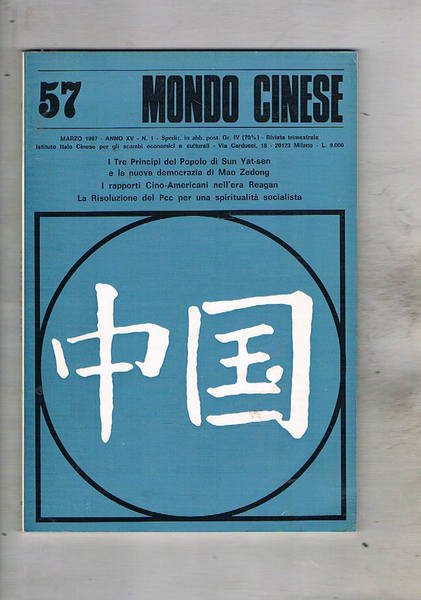 57 MONDO CINESE
MARZO 1987 - ANNO XV - N. 1 - Spediz. in abb. post. Gr. IV (70%) - Rivista trimestrale
Istituto Italo Cinese per gli scambi economici e culturali - Via Carducci, 18 - 20123 Milano - L. 9.000
I Tre Principi del Popolo di Sun Yat-sen
e la nuova democrazia di Mao Zedong
I rapporti Cino-Americani nell'era Reagan
La Risoluzione del Pcc per una spiritualità socialista
中国